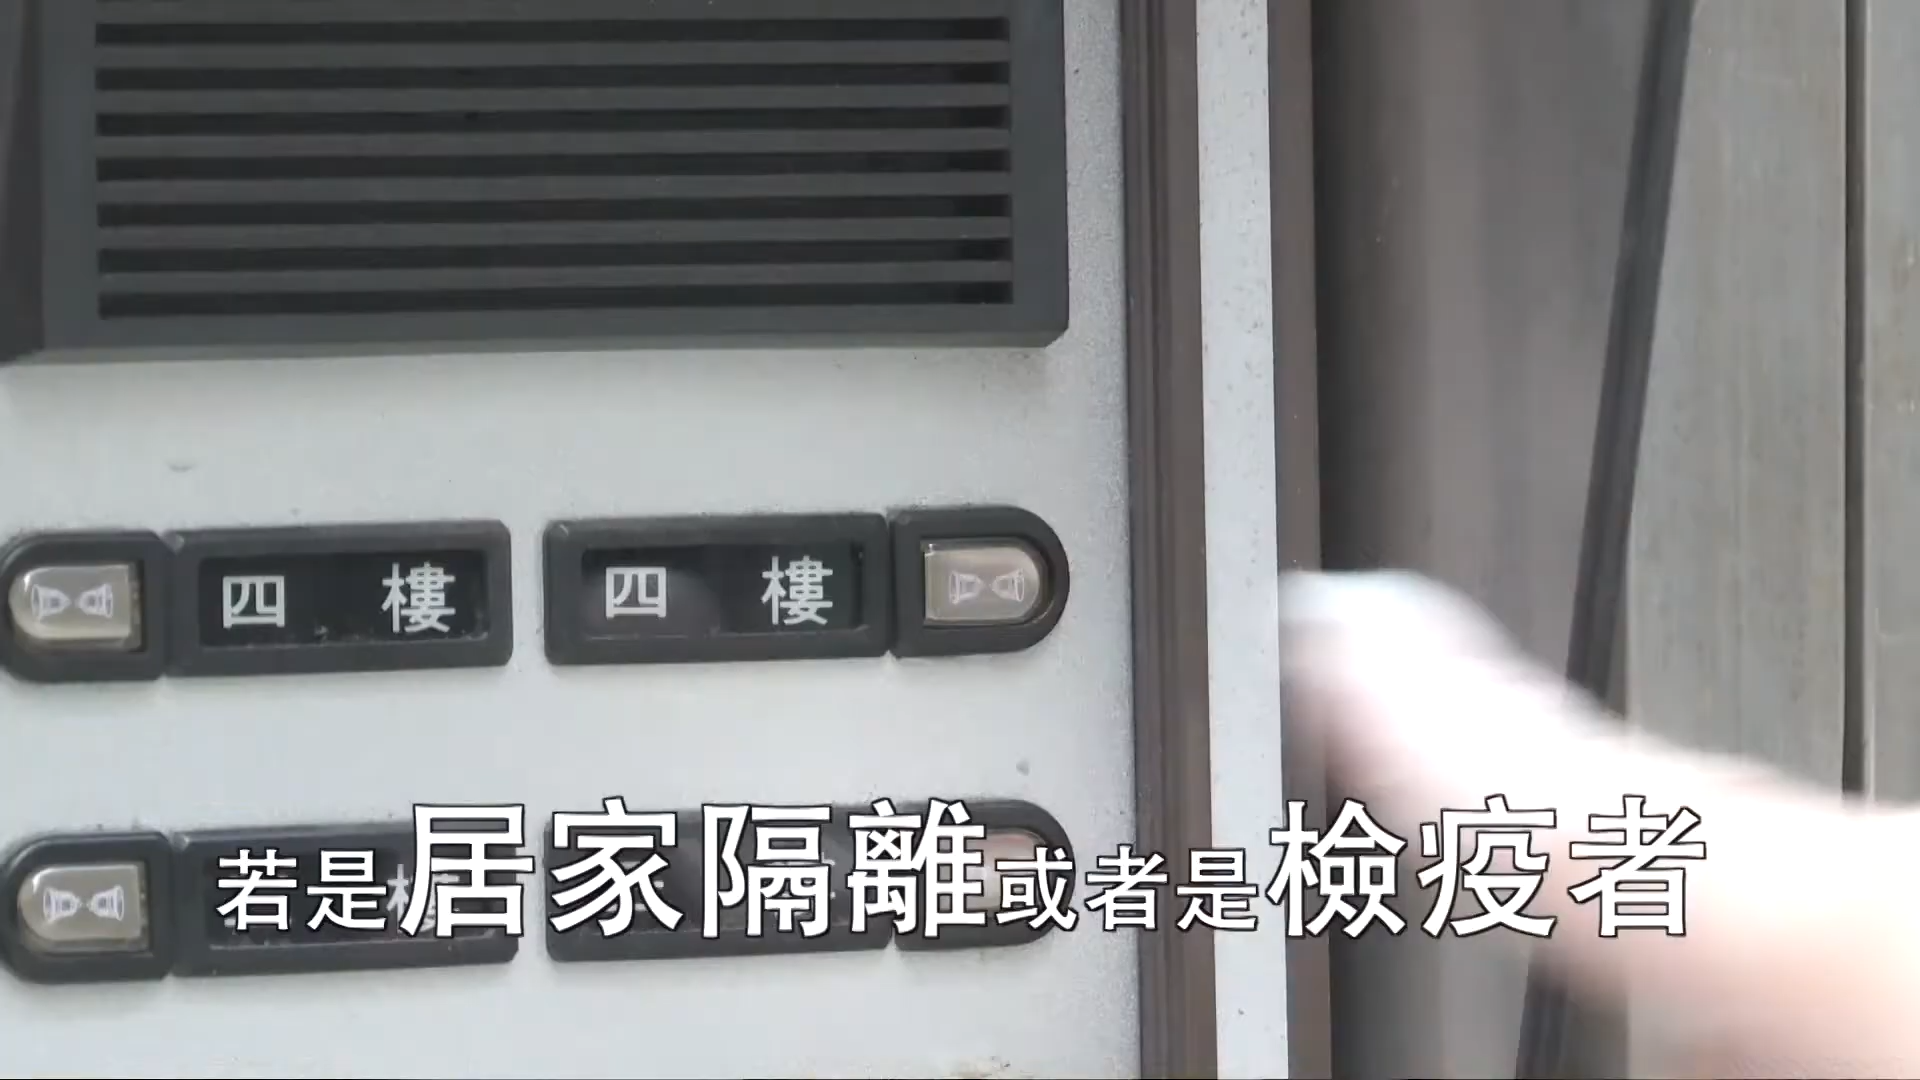 四 樓 四 樓
若是居家隔離或者是檢疫者